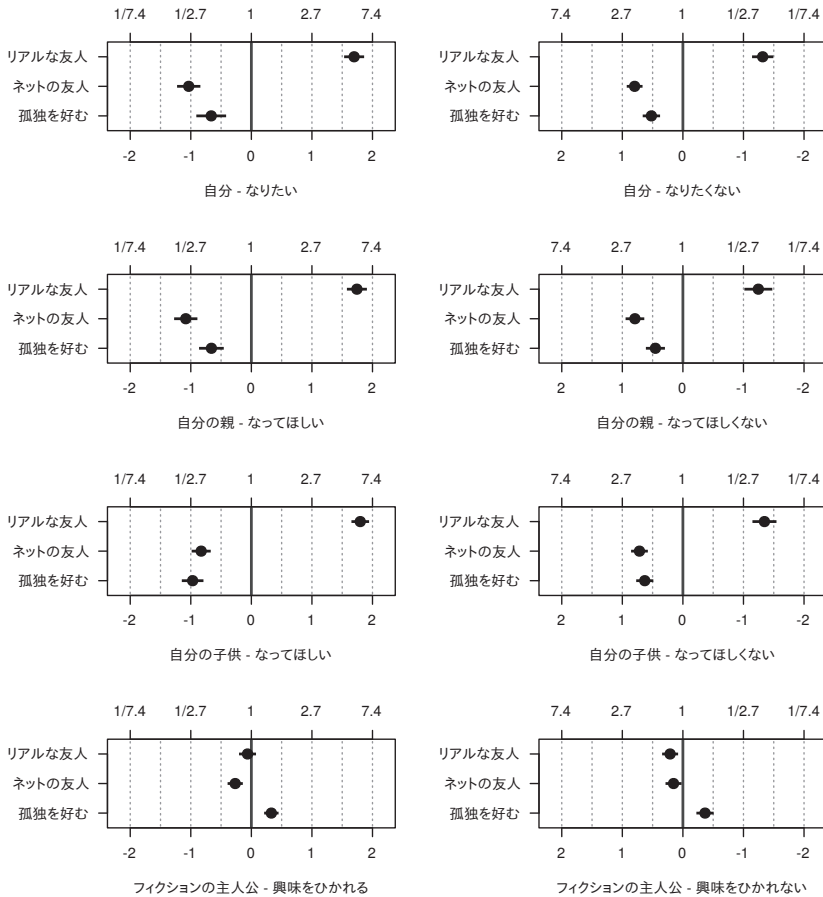 1/7.4 1/2.7 1 2.7 7.4
リアルな友人
ネットの友人
孤独を好む
-2 -1 0 1 2
自分 - なりたい
7.4 2.7 1 1/2.7 1/7.4
リアルな友人
ネットの友人
孤独を好む
2 1 0 -1 -2
自分 - なりたくない
1/7.4 1/2.7 1 2.7 7.4
リアルな友人
ネットの友人
孤独を好む
-2 -1 0 1 2
自分の親 - なってほしい
7.4 2.7 1 1/2.7 1/7.4
リアルな友人
ネットの友人
孤独を好む
2 1 0 -1 -2
自分の親 - なってほしくない
1/7.4 1/2.7 1 2.7 7.4
リアルな友人
ネットの友人
孤独を好む
-2 -1 0 1 2
自分の子供 - なってほしい
7.4 2.7 1 1/2.7 1/7.4
リアルな友人
ネットの友人
孤独を好む
2 1 0 -1 -2
自分の子供 - なってほしくない
1/7.4 1/2.7 1 2.7 7.4
リアルな友人
ネットの友人
孤独を好む
-2 -1 0 1 2
フィクションの主人公 - 興味をひかれる
7.4 2.7 1 1/2.7 1/7.4
リアルな友人
ネットの友人
孤独を好む
2 1 0 -1 -2
フィクションの主人公 - 興味をひかれない